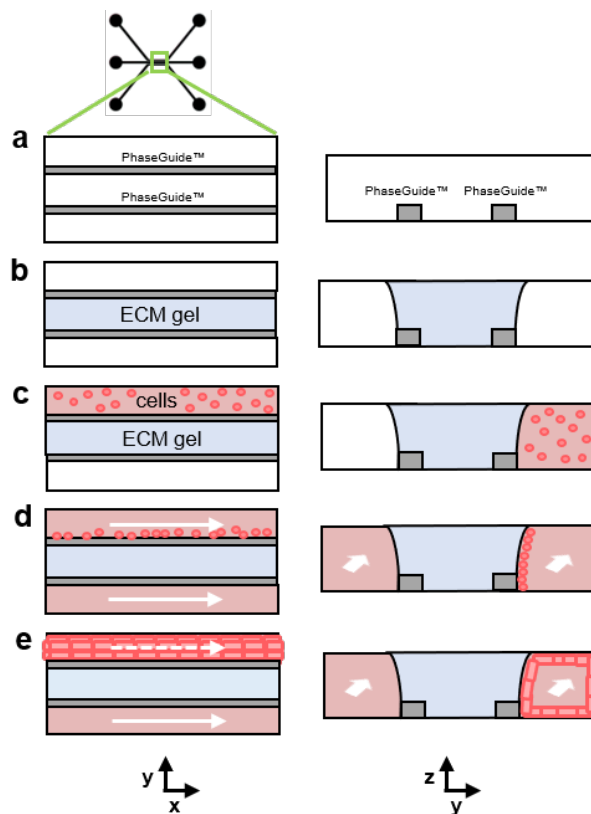 a
PhaseGuide™
PhaseGuide™
PhaseGuide™ PhaseGuide™
b
ECM gel
c
cells
ECM gel
d
e
y
x
z
y